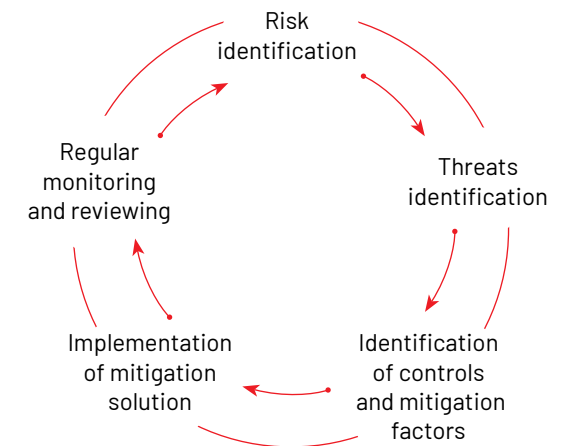 Risk
identification
Threats
identification
Identification
of controls
and mitigation
factors
Implementation
of mitigation
solution
Regular
monitoring
and reviewing